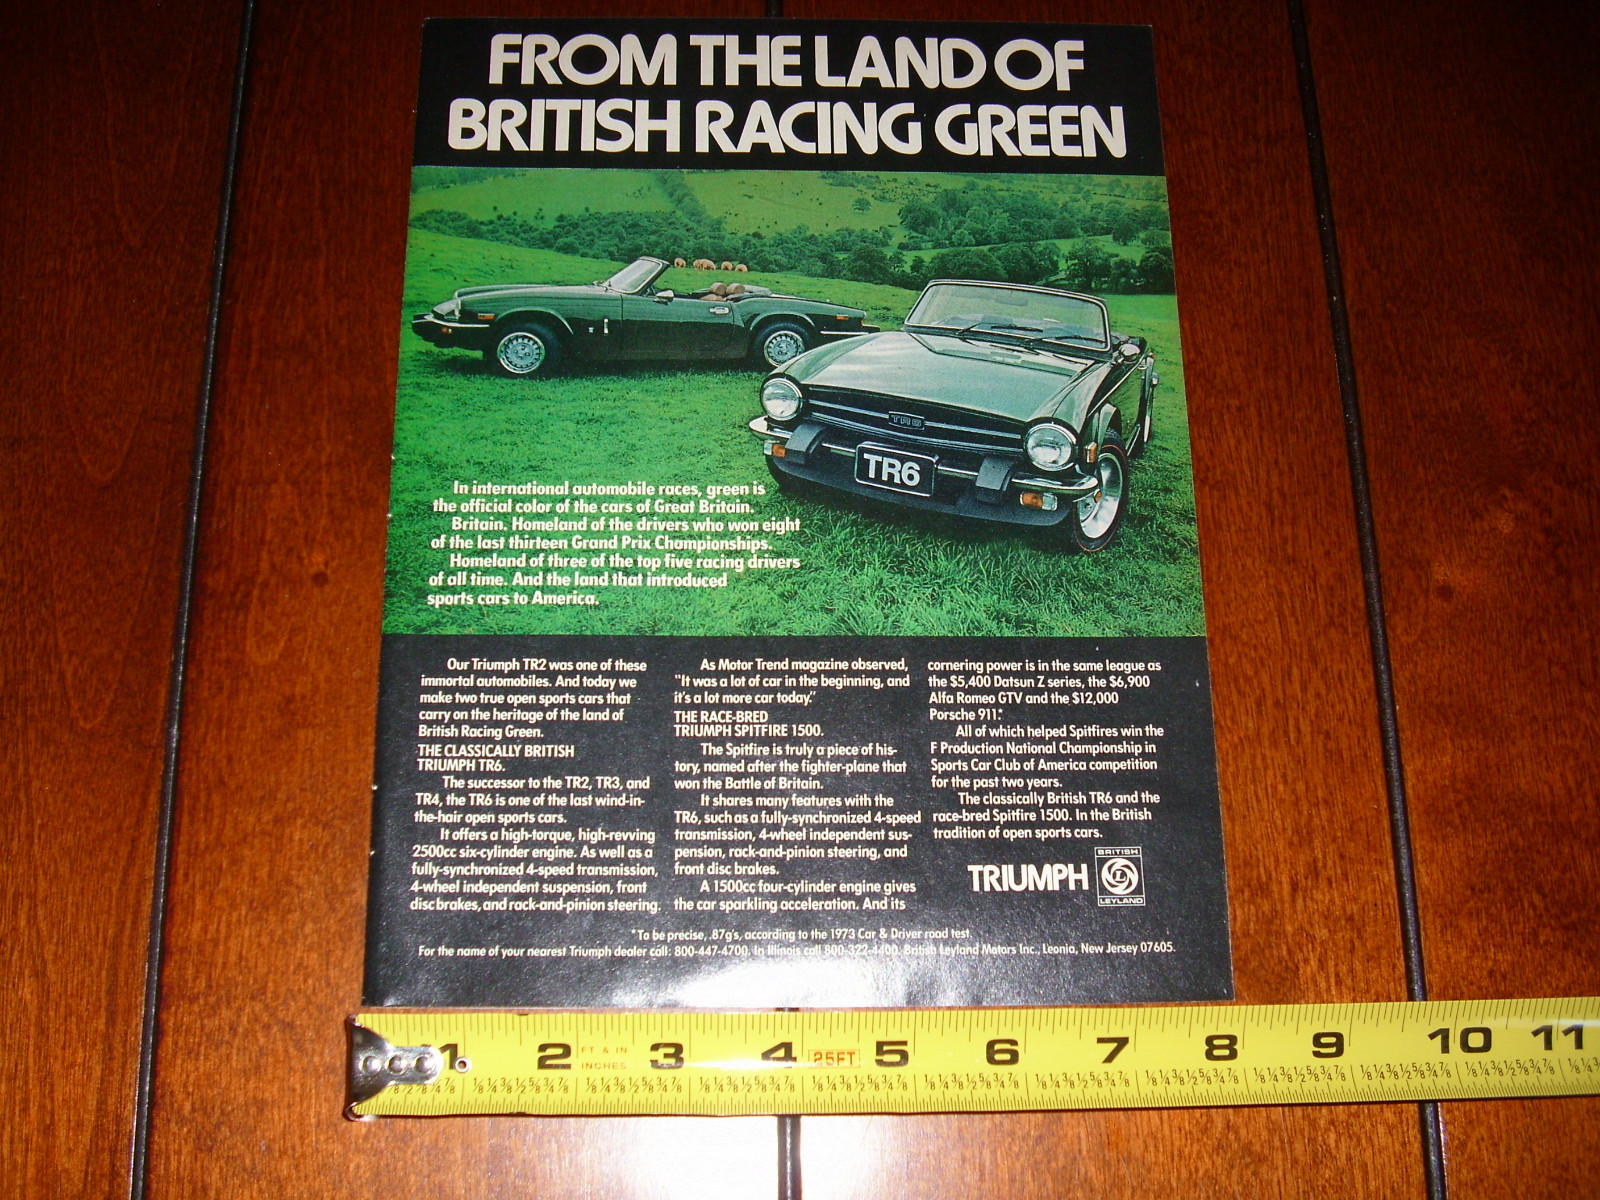 FROM THE LAND OF
BRITISH RACING GREEN
TR6
TR6
In international automobile races, green is
the official color of the cars of Great Britain.
Britain. Homeland of the drivers who won eight
of the last thirteen Grand Prix Championships.
Homeland of three of the top five racing drivers
of all time. And the land that introduced
sports cars to America.
Our Triumph TR2 was one of these
immortal automobiles. And today we
make two true open sports cars that
carry on the heritage of the land of
British Racing Green.
THE CLASSICALLY BRITISH
TRIUMPH TR6.
The successor to the TR2, TR3, and
TR4, the TR6 is one of the last wind-in-
the-hair open sports cars.
It offers a high-torque, high-revving
2500cc six-cylinder engine. As well as a
fully-synchronized 4-speed transmission,
4-wheel independent suspension, front
disc brakes, and rack-and-pinion steering.
As Motor Trend magazine observed,
"It was a lot of car in the beginning, and
it's a lot more car today."
THE RACE-BRED
TRIUMPH SPITFIRE 1500.
The Spitfire is truly a piece of his-
tory, named after the fighter-plane that
won the Battle of Britain.
It shares many features with the
TR6, such as a fully-synchronized 4-speed
transmission, 4-wheel independent sus-
pension, rack-and-pinion steering, and
front disc brakes.
A 1500cc four-cylinder engine gives
the car sparkling acceleration. And its
cornering power is in the same league as
the $5,400 Datsun Z series, the $6,900
Alfa Romeo GTV and the $12,000
Porsche 911.*
All of which helped Spitfires win the
F Production National Championship in
Sports Car Club of America competition
for the past two years.
The classically British TR6 and the
race-bred Spitfire 1500. In the British
tradition of open sports cars.
TRIUMPH
BRITISH
LEYLAND
*To be precise, .87g's, according to the 1973 Car & Driver road test.
For the name of your nearest Triumph dealer call: 800-447-4700. In Illinois call 800-322-4400. British Leyland Motors Inc., Leonia, New Jersey 07605.
1 2 FT & IN 3 4 25FT 5 6 7 8 9 10 11
INCHES